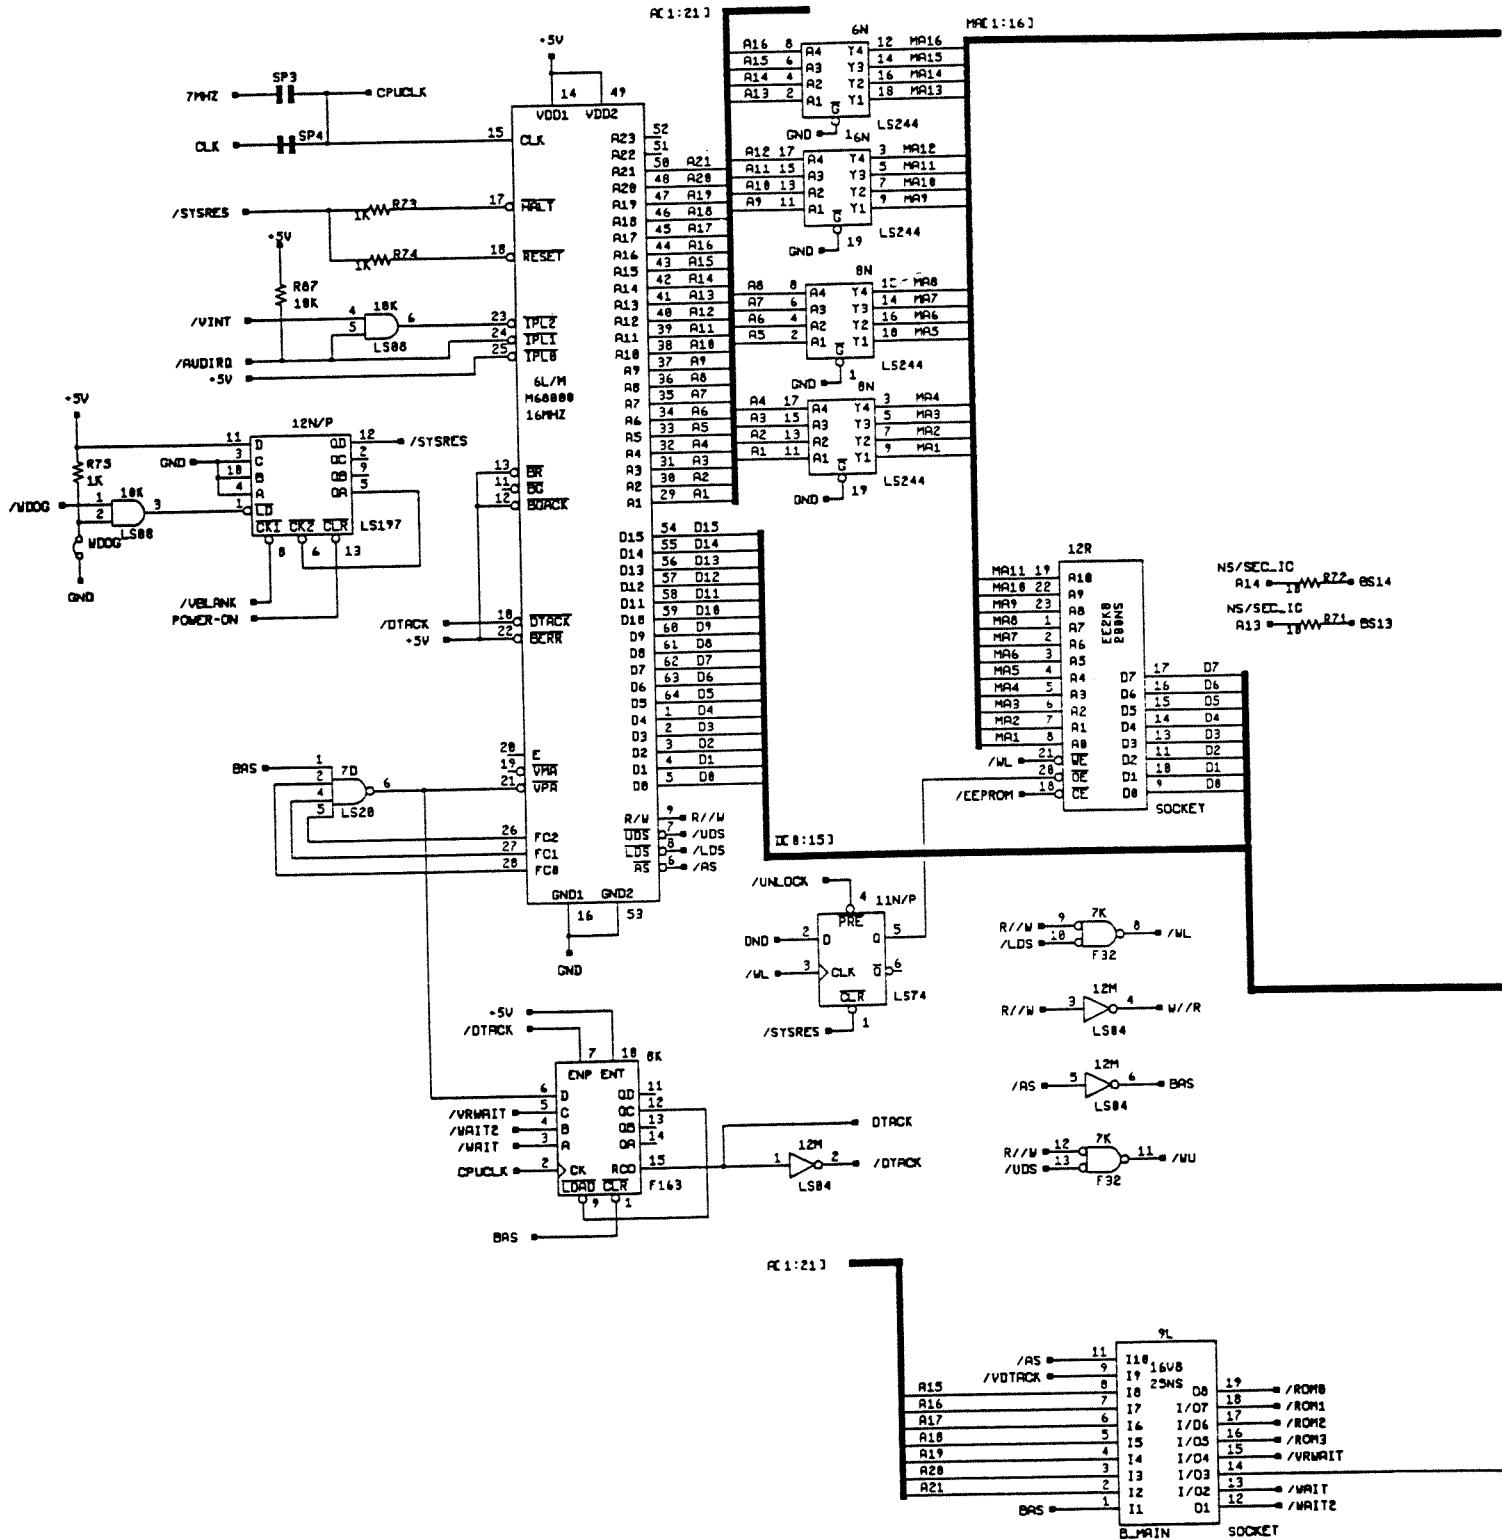 A[1:21]
MA[1:16]
+5V
SP3
7MHZ
CPUCLK
SP4
CLK
14 49
VDD1 VDD2
15 CLK
/SYSRES
1K R73 17 HALT
1K R74 18 RESET
+5V
R87
10K
/VINT
4 10K 6
5
LS08
23 IPL2
24 IPL1
25 IPL0
/AUDIRQ
+5V
6L/M
M68000
16MHZ
A23 52
A22 51
A21 50 A21
A20 48 A20
A19 47 A19
A18 46 A18
A17 45 A17
A16 44 A16
A15 43 A15
A14 42 A14
A13 41 A13
A12 40 A12
A11 39 A11
A10 38 A10
A9 37 A9
A8 36 A8
A7 35 A7
A6 34 A6
A5 33 A5
A4 32 A4
A3 31 A3
A2 30 A2
A1 29 A1
6N
A16 8 A4 Y4 12 MA16
A15 6 A3 Y3 14 MA15
A14 4 A2 Y2 16 MA14
A13 2 A1 Y1 18 MA13
G
GND 1 LS244
6N
A12 17 A4 Y4 3 MA12
A11 15 A3 Y3 5 MA11
A10 13 A2 Y2 7 MA10
A9 11 A1 Y1 9 MA9
G
GND 19 LS244
8N
A8 8 A4 Y4 MA8
A7 6 A3 Y3 14 MA7
A6 4 A2 Y2 16 MA6
A5 2 A1 Y1 18 MA5
G
GND 1 LS244
8N
A4 17 A4 Y4 3 MA4
A3 15 A3 Y3 5 MA3
A2 13 A2 Y2 7 MA2
A1 11 A1 Y1 9 MA1
G
GND 19 LS244
+5V
R75
1K
12N/P
11 D QD 12 /SYSRES
GND 3 C QC 2
10 B QB 9
4 A QA 5
1 LD
CK1 CK2 CLR LS197
8 6 13
/WDOG 1 10K 3
2
LS08
WDOG
GND
/VBLANK
POWER-ON
13 BR
11 BG
12 BGACK
/DTACK 10 DTACK
+5V 22 BERR
D15 54 D15
D14 55 D14
D13 56 D13
D12 57 D12
D11 58 D11
D10 59 D10
D9 60 D9
D8 61 D8
D7 62 D7
D6 63 D6
D5 64 D5
D4 1 D4
D3 2 D3
D2 3 D2
D1 4 D1
D0 5 D0
R/W 9 R//W
UDS 7 /UDS
LDS 8 /LDS
AS 6 /AS
20 E
19 VMA
21 VPA
BAS 1 7D
2
4 6
5 LS20
26 FC2
27 FC1
28 FC0
GND1 GND2
16 53
GND
D[0:15]
12R
EE2K8
200NS
MA11 19 A10
MA10 22 A9
MA9 23 A8
MA8 1 A7
MA7 2 A6
MA6 3 A5
MA5 4 A4
MA4 5 A3
MA3 6 A2
MA2 7 A1
MA1 8 A0
/WL 21 WE
20 OE
/EEPROM 18 CE
D7 17 D7
D6 16 D6
D5 15 D5
D4 14 D4
D3 13 D3
D2 11 D2
D1 10 D1
D0 9 D0
SOCKET
NS/SEC_IC
A14 10 R72 BS14
NS/SEC_IC
A13 10 R71 BS13
/UNLOCK 4 11N/P
PRE
GND 2 D Q 5
/WL 3 CLK Q 6
CLR LS74
/SYSRES 1
R//W 9 7K 8 /WL
/LDS 10 F32
12M
R//W 3 4 W//R
LS04
12M
/AS 5 6 BAS
LS04
R//W 12 7K 11 /WU
/UDS 13 F32
+5V
/DTACK
7 10 8K
ENP ENT
6 D QD 11
/VRWAIT 5 C QC 12
/WAIT2 4 B QB 13
/WAIT 3 A QA 14
CPUCLK 2 CK RCO 15
LOAD CLR F163
9 1
BAS
DTACK
12M
1 2 /DTACK
LS04
A[1:21]
9L
16V8
25NS
/AS 11 I10
/VDTACK 9 I9
A15 8 I8
A16 7 I7
A17 6 I6
A18 5 I5
A19 4 I4
A20 3 I3
A21 2 I2
BAS 1 I1
O8 19 /ROM0
I/O7 18 /ROM1
I/O6 17 /ROM2
I/O5 16 /ROM3
I/O4 15 /VRWAIT
I/O3 14
I/O2 13 /WAIT
O1 12 /WAIT2
B_MAIN SOCKET